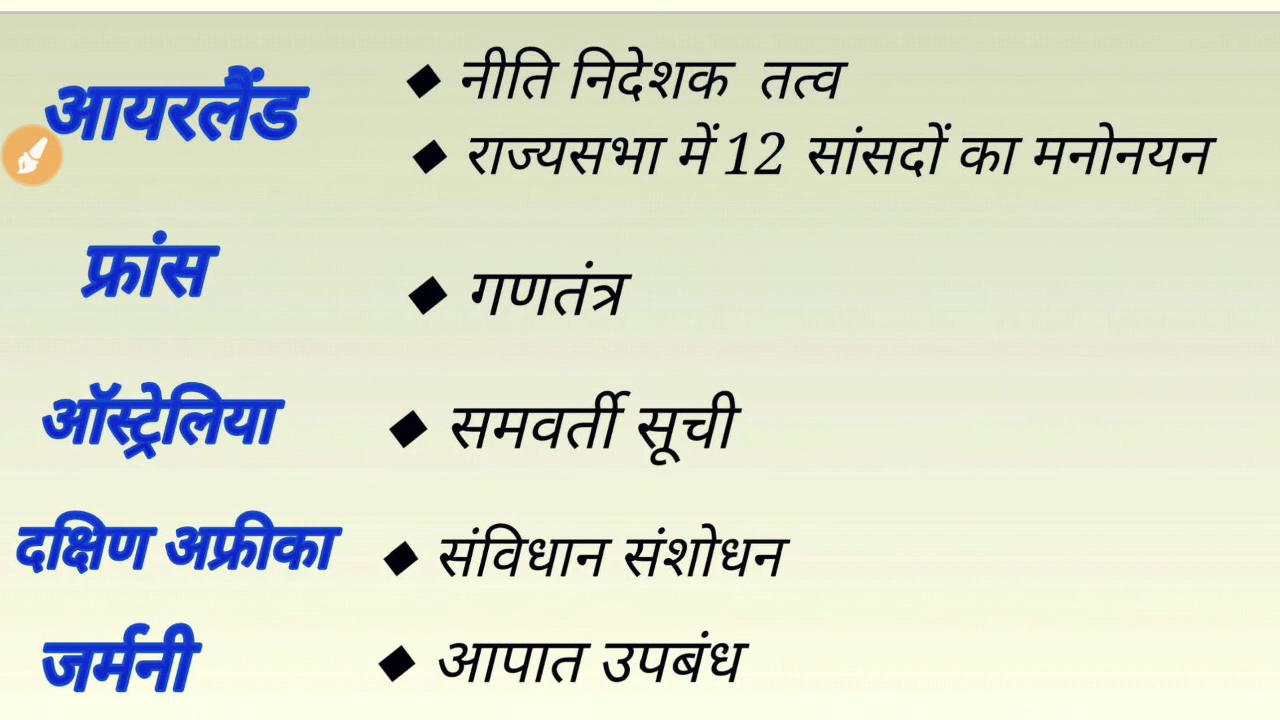 आयरलैंड
◆ नीति निदेशक तत्व
◆ राज्यसभा में 12 सांसदों का मनोनयन
फ्रांस
◆ गणतंत्र
ऑस्ट्रेलिया
◆ समवर्ती सूची
दक्षिण अफ्रीका
◆ संविधान संशोधन
जर्मनी
◆ आपात उपबंध